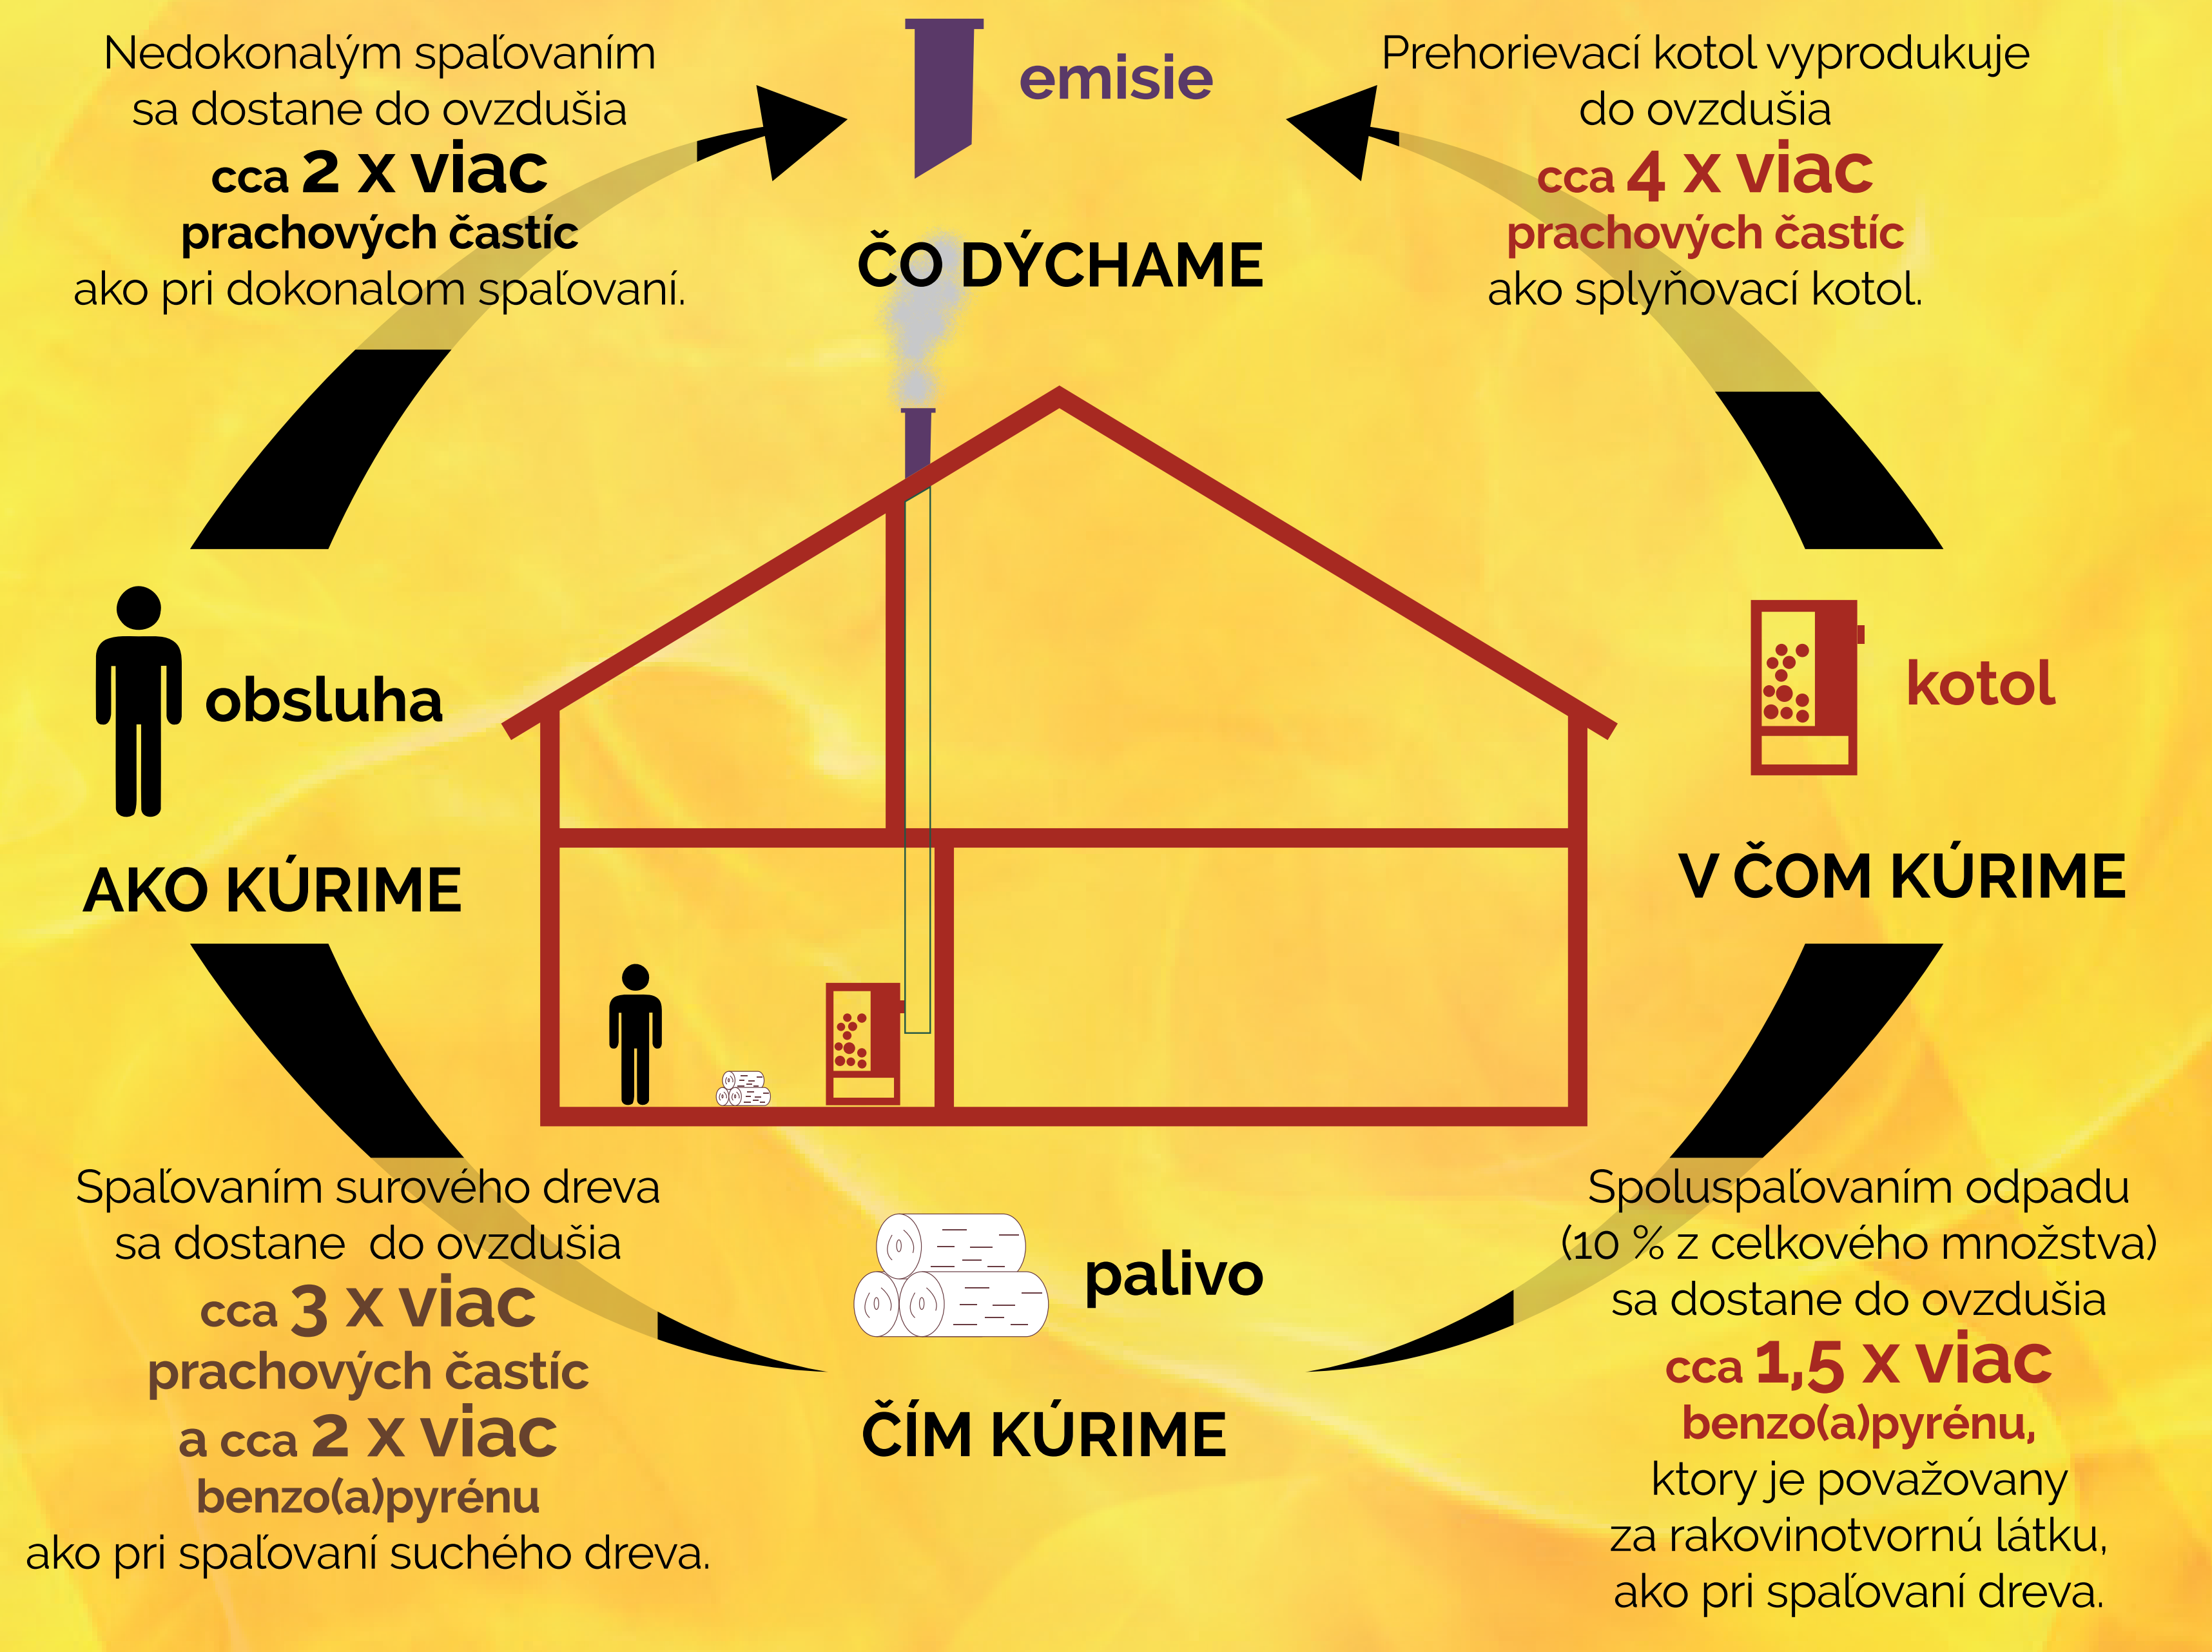 Nedokonalým spaľovaním
sa dostane do ovzdušia
cca 2 x viac
prachových častíc
ako pri dokonalom spaľovaní.
emisie
ČO DÝCHAME
Prehorievací kotol vyprodukuje
do ovzdušia
cca 4 x viac
prachových častíc
ako splyňovací kotol.
obsluha
AKO KÚRIME
kotol
V ČOM KÚRIME
Spaľovaním surového dreva
sa dostane do ovzdušia
cca 3 x viac
prachových častíc
a cca 2 x viac
benzo(a)pyrénu
ako pri spaľovaní suchého dreva.
palivo
ČÍM KÚRIME
Spoluspaľovaním odpadu
(10 % z celkového množstva)
sa dostane do ovzdušia
cca 1,5 x viac
benzo(a)pyrénu,
ktory je považovany
za rakovinotvornú látku,
ako pri spaľovaní dreva.